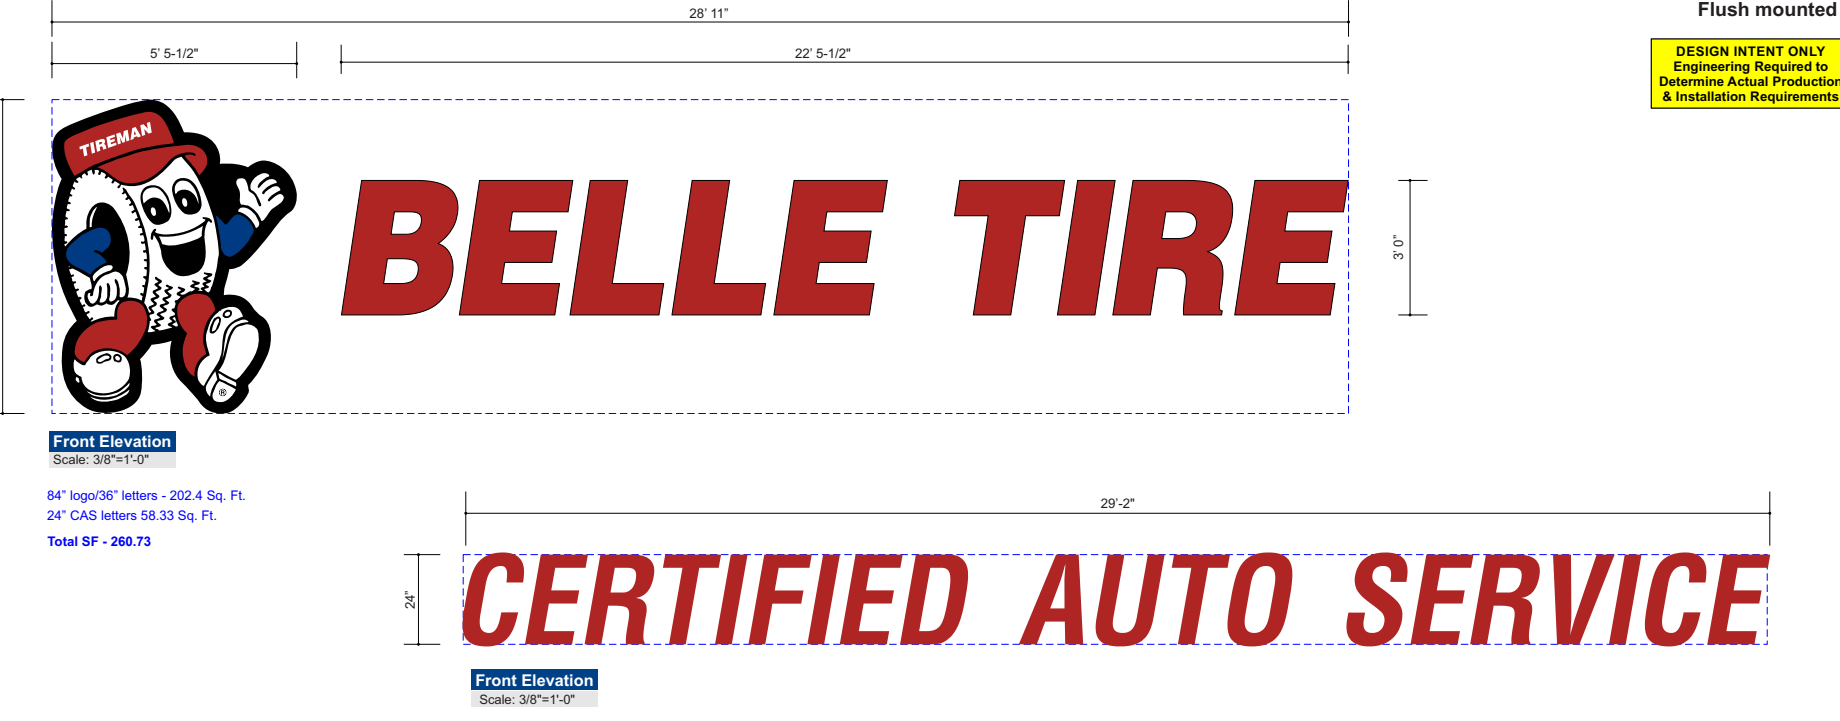 28' 11”
Flush mounted
5' 5-1/2"
22' 5-1/2"
DESIGN INTENT ONLY
Engineering Required to
Determine Actual Production
& Installation Requirements
TIREMAN
BELLE TIRE
3' 0”
®
Front Elevation
Scale: 3/8"=1'-0"
84” logo/36” letters - 202.4 Sq. Ft.
24” CAS letters 58.33 Sq. Ft.
Total SF - 260.73
29'-2"
24”
CERTIFIED AUTO SERVICE
Front Elevation
Scale: 3/8"=1'-0"